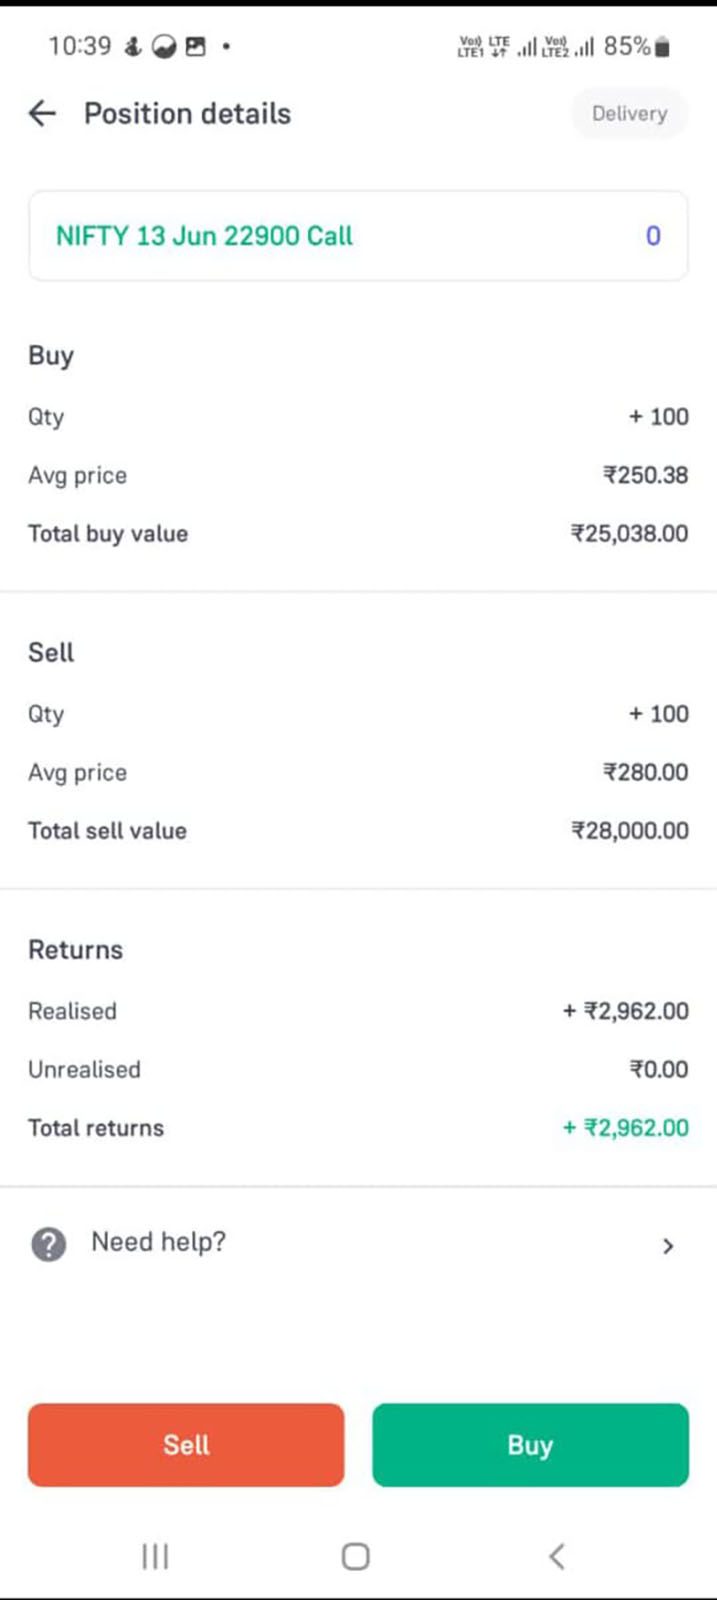 10:39 Vo)) LTE LTE1 Vo)) LTE2 85%
Position details Delivery
NIFTY 13 Jun 22900 Call 0
Buy
Qty + 100
Avg price ₹250.38
Total buy value ₹25,038.00
Sell
Qty + 100
Avg price ₹280.00
Total sell value ₹28,000.00
Returns
Realised + ₹2,962.00
Unrealised ₹0.00
Total returns + ₹2,962.00
? Need help? >
Sell Buy